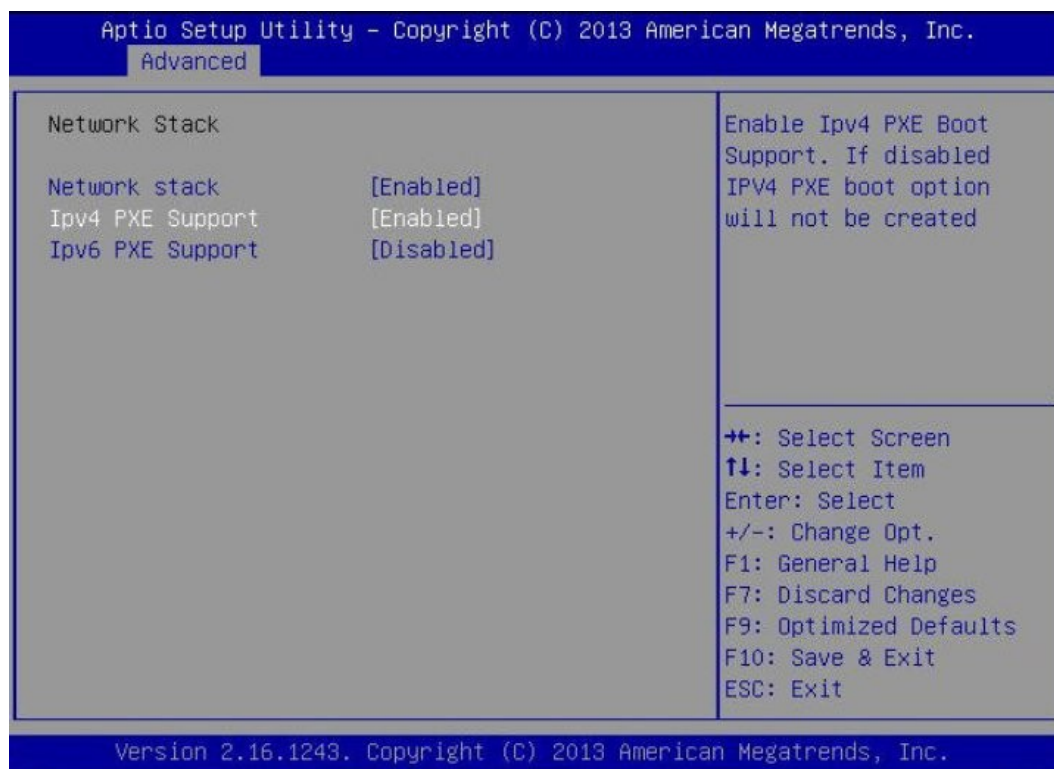 Aptio Setup Utility – Copyright (C) 2013 American Megatrends, Inc.
Advanced
Network Stack
Network stack [Enabled]
Ipv4 PXE Support [Enabled]
Ipv6 PXE Support [Disabled]
Enable Ipv4 PXE Boot
Support. If disabled
IPV4 PXE boot option
will not be created
→←: Select Screen
↑↓: Select Item
Enter: Select
+/-: Change Opt.
F1: General Help
F7: Discard Changes
F9: Optimized Defaults
F10: Save & Exit
ESC: Exit
Version 2.16.1243. Copyright (C) 2013 American Megatrends, Inc.